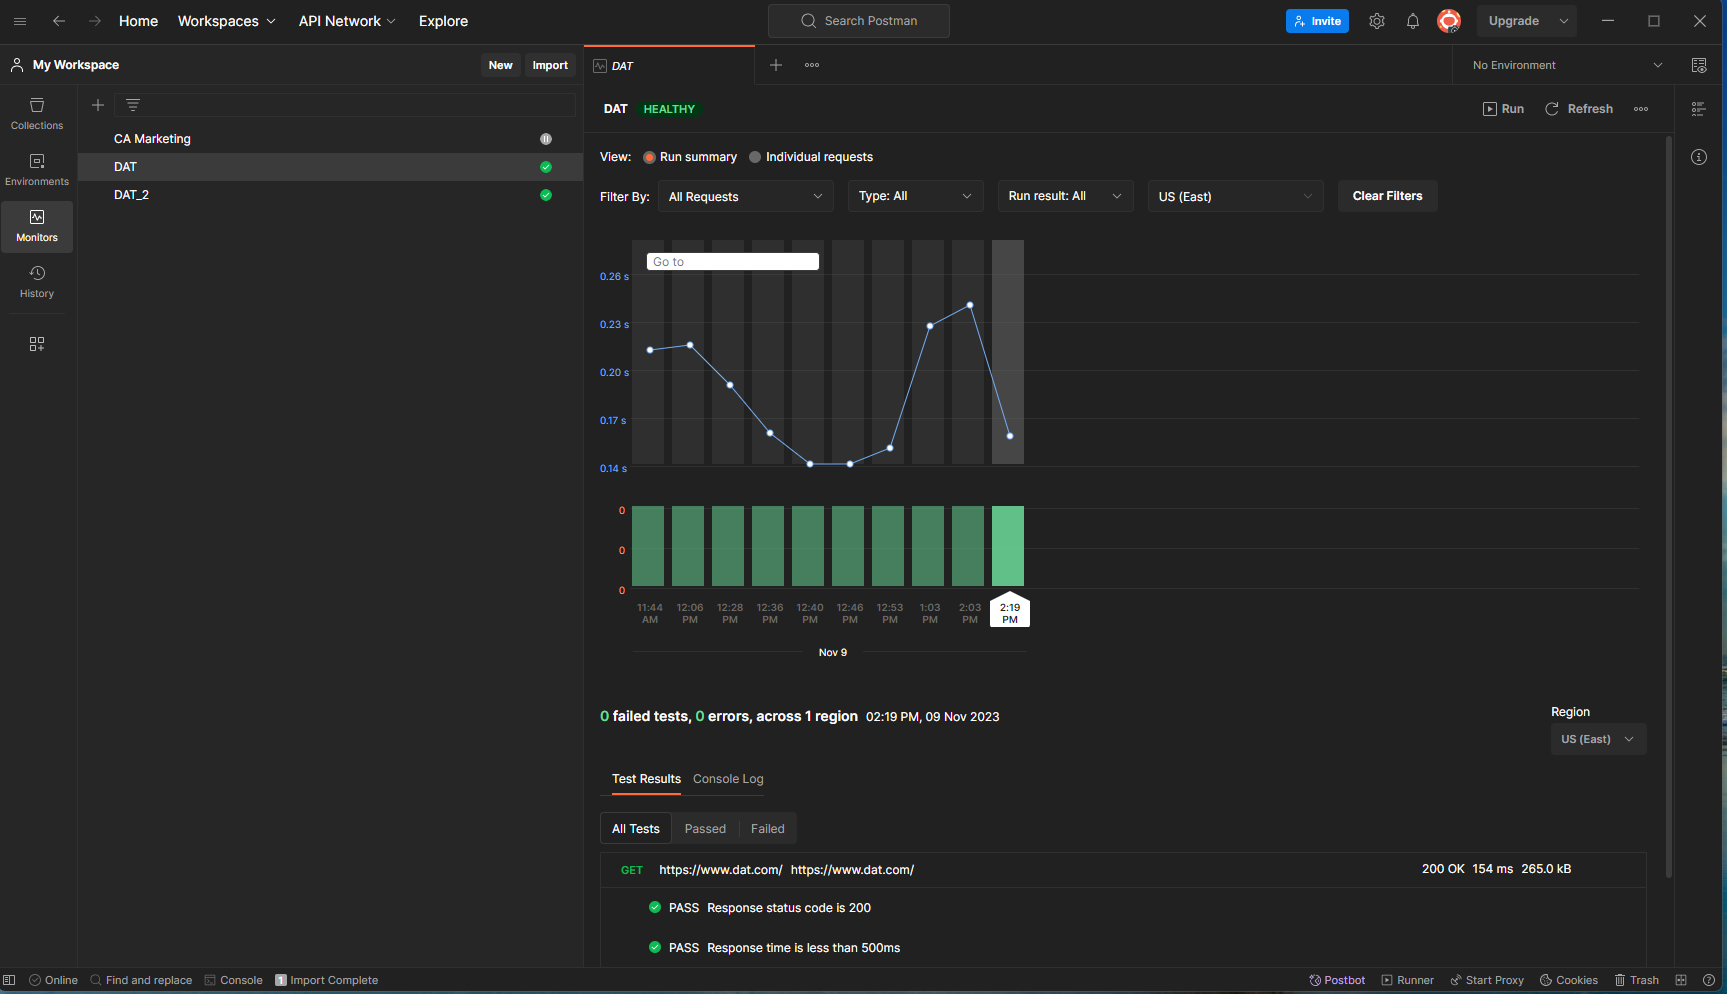 Home Workspaces API Network Explore Search Postman Invite Upgrade
My Workspace New Import DAT No Environment
Collections
Environments
Monitors
History
CA Marketing
DAT
DAT_2
DAT HEALTHY Run Refresh
View: Run summary Individual requests
Filter By: All Requests Type: All Run result: All US (East) Clear Filters
Go to
0.26 s
0.23 s
0.20 s
0.17 s
0.14 s
0
0
0
11:44 AM 12:06 PM 12:28 PM 12:36 PM 12:40 PM 12:46 PM 12:53 PM 1:03 PM 2:03 PM 2:19 PM
Nov 9
0 failed tests, 0 errors, across 1 region 02:19 PM, 09 Nov 2023
Region
US (East)
Test Results Console Log
All Tests Passed Failed
GET https://www.dat.com/ https://www.dat.com/ 200 OK 154 ms 265.0 kB
PASS Response status code is 200
PASS Response time is less than 500ms
Online Find and replace Console 1 Import Complete Postbot Runner Start Proxy Cookies Trash